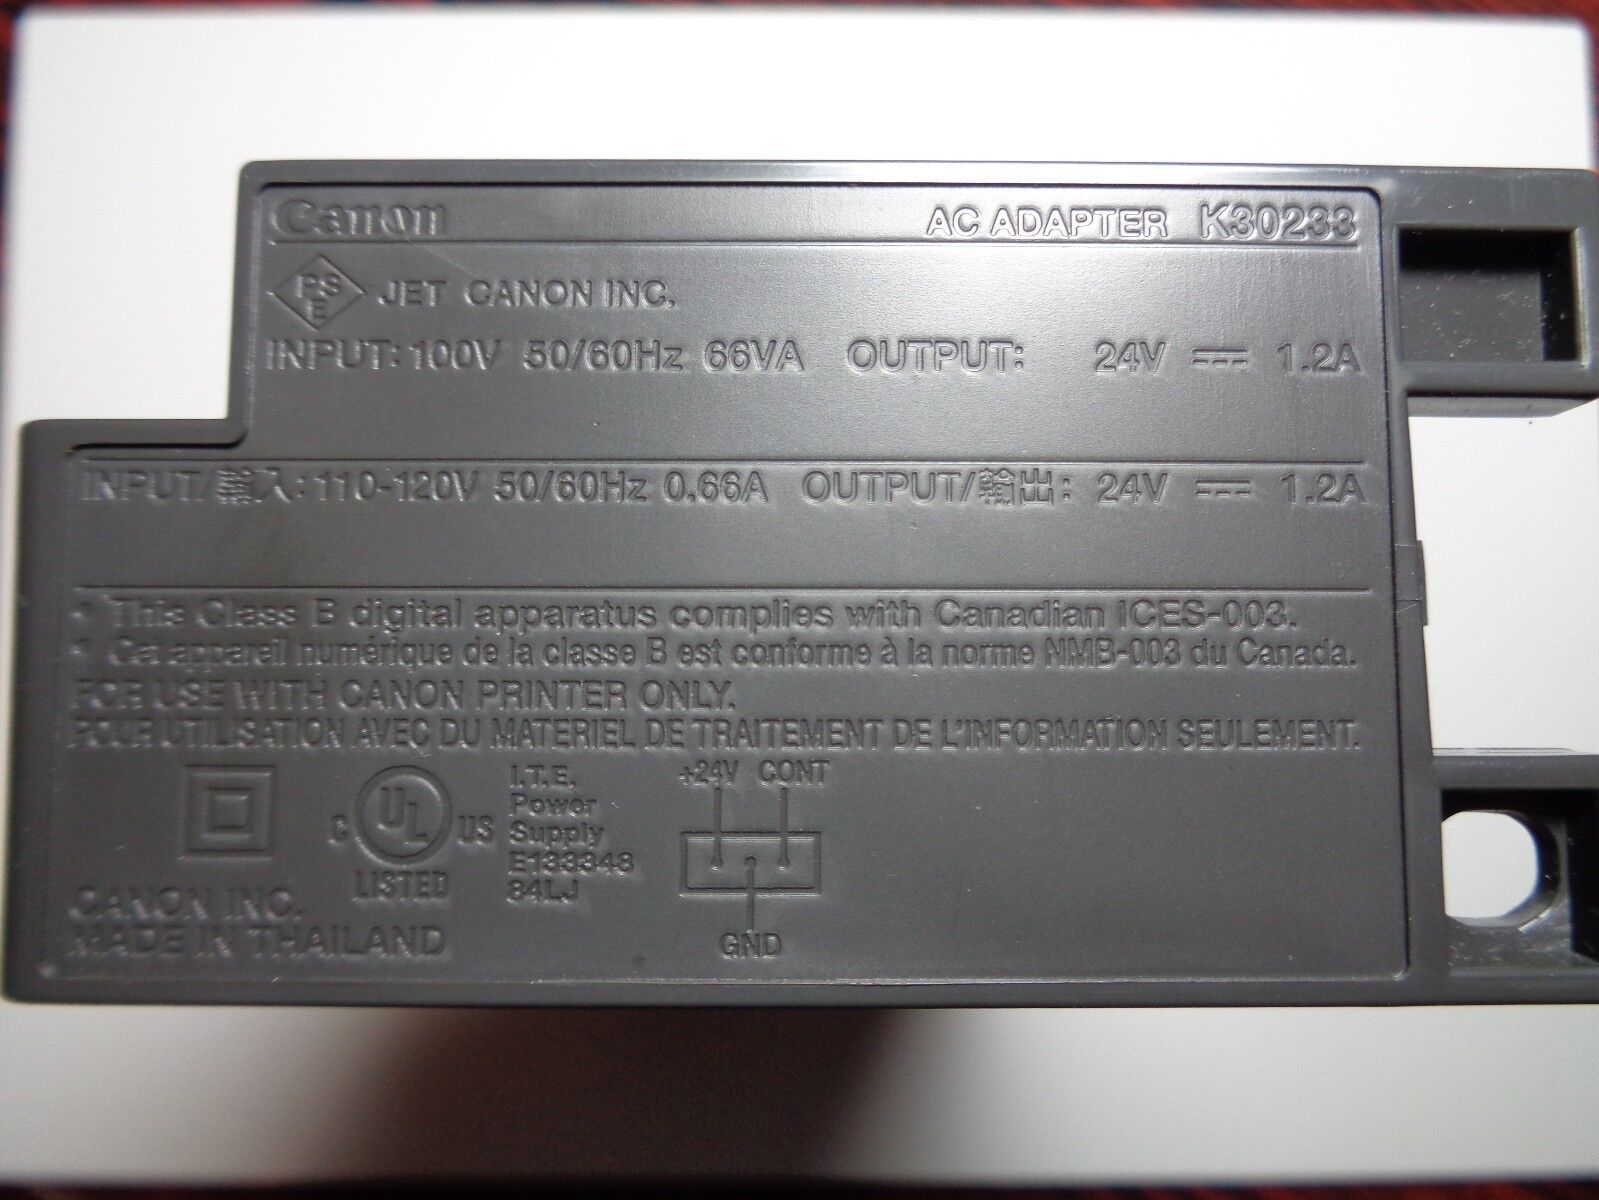 Canon AC ADAPTER K30233
PS
E JET CANON INC.
INPUT: 100V 50/60Hz 66VA OUTPUT: 24V ⎓ 1.2A
INPUT/輸入: 110-120V 50/60Hz 0.66A OUTPUT/輸出: 24V ⎓ 1.2A
* This Class B digital apparatus complies with Canadian ICES-003.
* Cet appareil numérique de la classe B est conforme à la norme NMB-003 du Canada.
FOR USE WITH CANON PRINTER ONLY.
POUR UTILISATION AVEC DU MATERIEL DE TRAITEMENT DE L'INFORMATION SEULEMENT.
C UL US
LISTED
I.T.E.
Power
Supply
E133348
84LJ
+24V CONT
GND
CANON INC.
MADE IN THAILAND